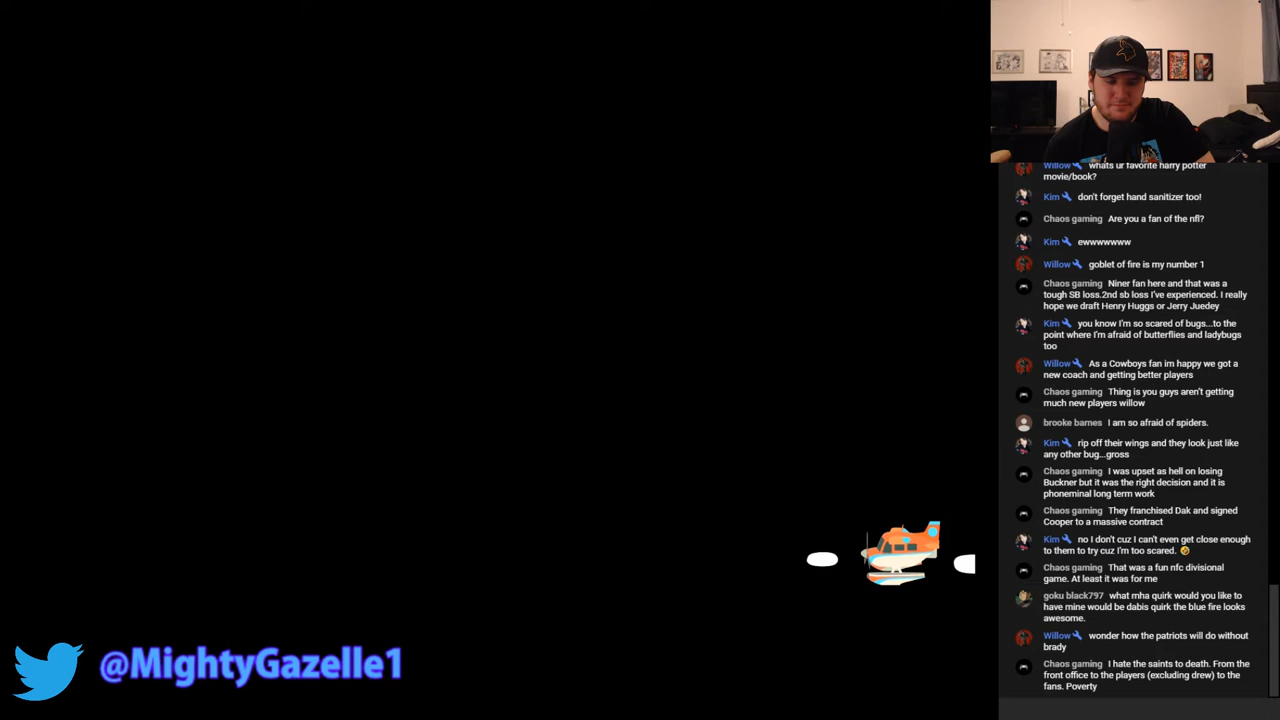 Willow whats ur favorite harry potter
movie/book?
Kim don't forget hand sanitizer too!
Chaos gaming Are you a fan of the nfl?
Kim ewwwwwww
Willow goblet of fire is my number 1
Chaos gaming Niner fan here and that was a
tough SB loss.2nd sb loss I've experienced. I really
hope we draft Henry Huggs or Jerry Juedey
Kim you know I'm so scared of bugs...to the
point where I'm afraid of butterflies and ladybugs
too
Willow As a Cowboys fan im happy we got a
new coach and getting better players
Chaos gaming Thing is you guys aren't getting
much new players willow
brooke barnes I am so afraid of spiders.
Kim rip off their wings and they look just like
any other bug...gross
Chaos gaming I was upset as hell on losing
Buckner but it was the right decision and it is
phoneminal long term work
Chaos gaming They franchised Dak and signed
Cooper to a massive contract
Kim no I don't cuz I can't even get close enough
to them to try cuz I'm too scared. 🤣
Chaos gaming That was a fun nfc divisional
game. At least it was for me
goku black797 what mha quirk would you like to
have mine would be dabis quirk the blue fire looks
awesome.
Willow wonder how the patriots will do without
brady
Chaos gaming I hate the saints to death. From the
front office to the players (excluding drew) to the
fans. Poverty
@MightyGazelle1